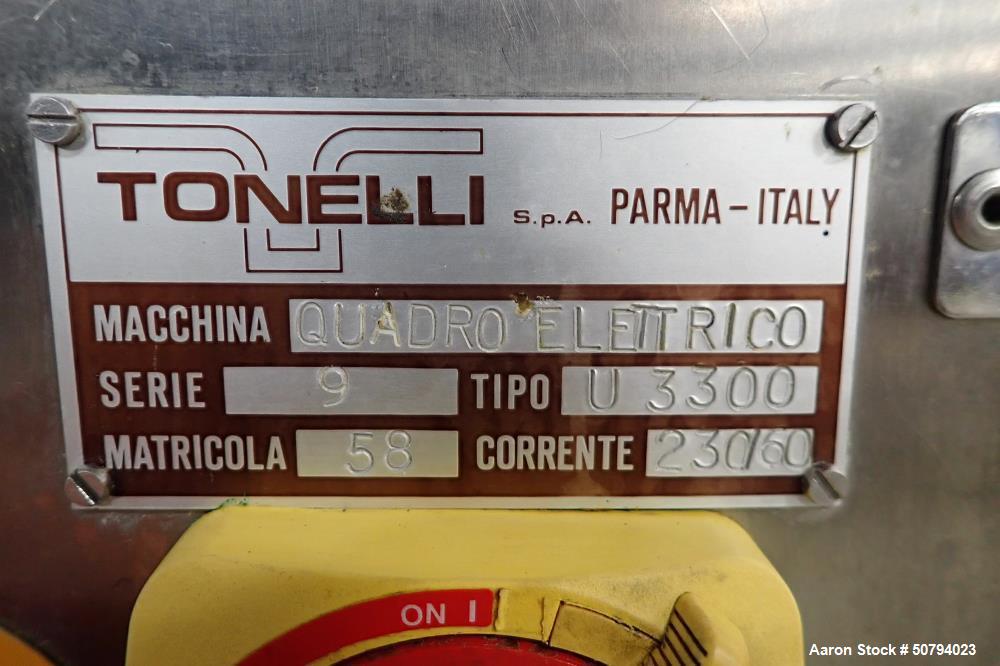 TONELLI S.p.A. PARMA - ITALY
MACCHINA QUADRO ELETTRICO
SERIE 9 TIPO U 3300
MATRICOLA 58 CORRENTE 230/60
ON I
Aaron Stock # 50794023